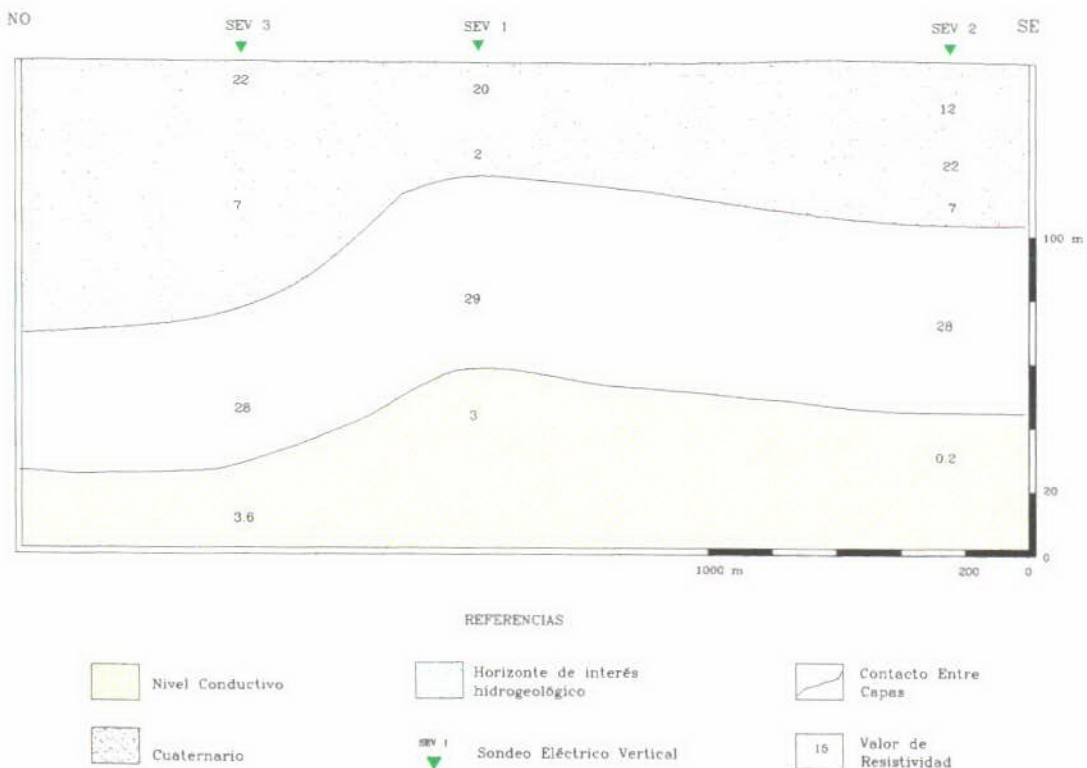 NO SEV 3 SEV 1 SEV 2 SE
22 20 12
2 22
7 7
100 m
29 28
28 3
0.2
20
3.6
0
1000 m 200 0
REFERENCIAS
Nivel Conductivo
Horizonte de interés
hidrogeológico
Contacto Entre
Capas
Cuaternario
SEV 1
Sondeo Eléctrico Vertical
15
Valor de
Resistividad